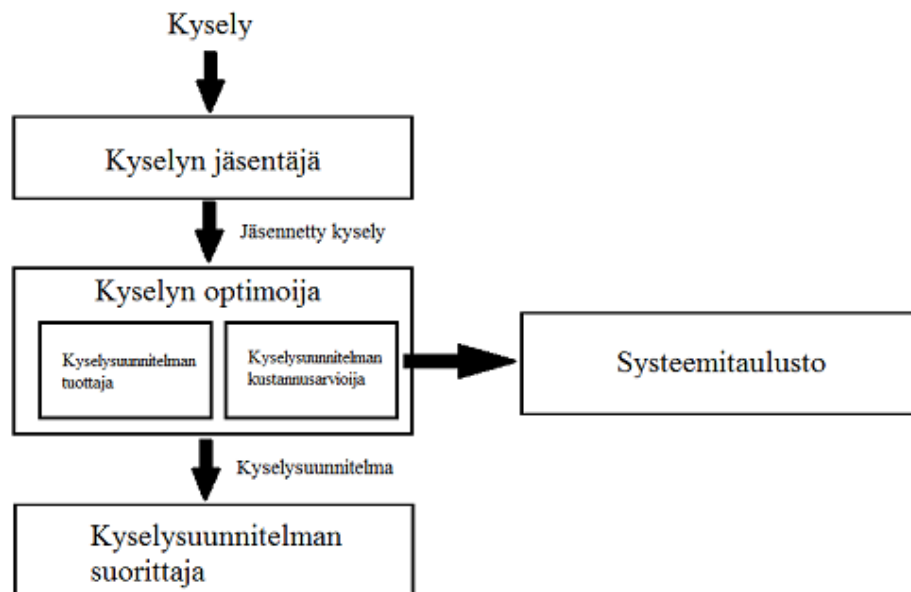 Kysely
Kyselyn jäsentäjä
Jäsennetty kysely
Kyselyn optimoija
Kyselysuunnitelman
tuottaja
Kyselysuunnitelman
kustannusarvioija
Systeemitaulusto
Kyselysuunnitelma
Kyselysuunnitelman
suorittaja